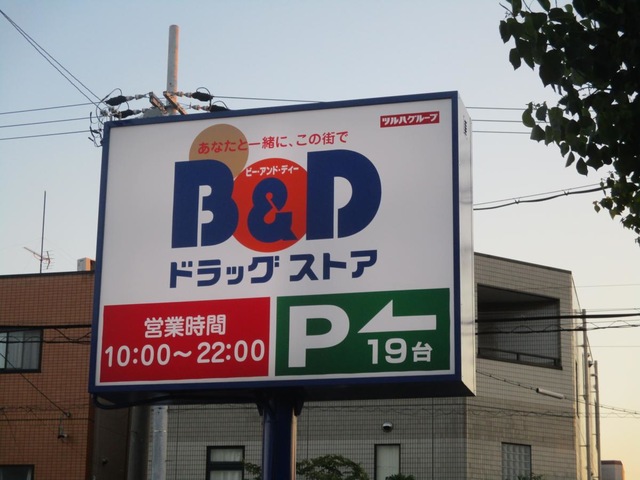 ツルハグループ
あなたと一緒に、この街で
ビー・アンド・ディー
B&D
ドラッグストア
営業時間
10:00〜22:00
P
19台